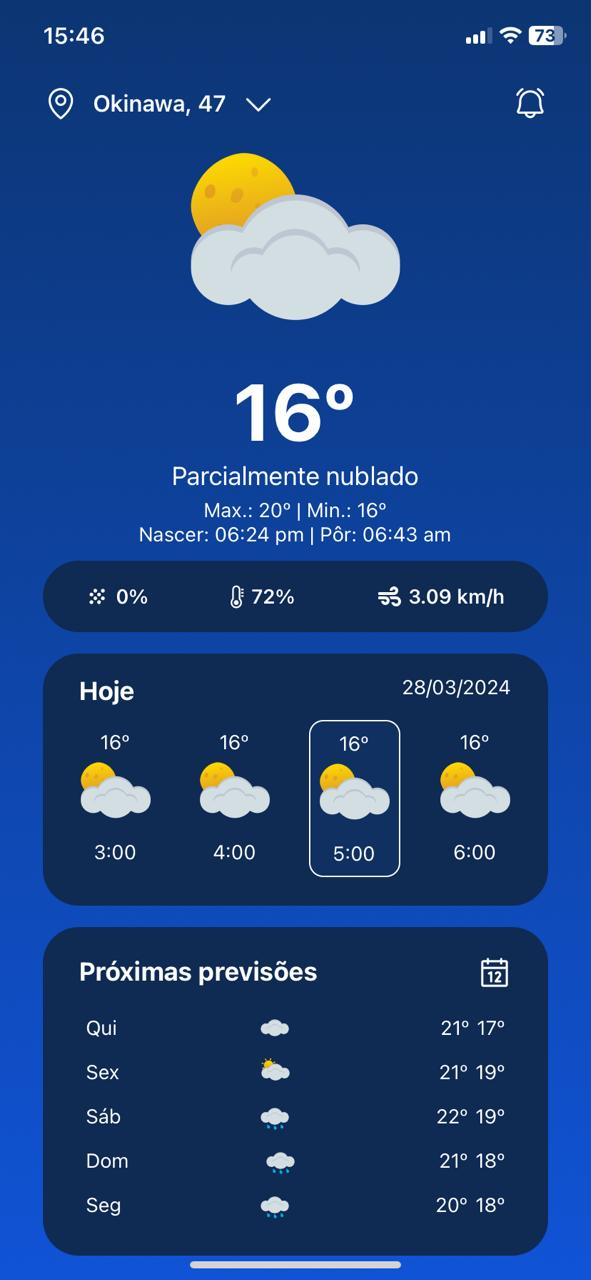 15:46
73
Okinawa, 47
16º
Parcialmente nublado
Max.: 20º | Min.: 16º
Nascer: 06:24 pm | Pôr: 06:43 am
0% 72% 3.09 km/h
Hoje 28/03/2024
16º 16º 16º 16º
3:00 4:00 5:00 6:00
Próximas previsões 12
Qui 21º 17º
Sex 21º 19º
Sáb 22º 19º
Dom 21º 18º
Seg 20º 18º